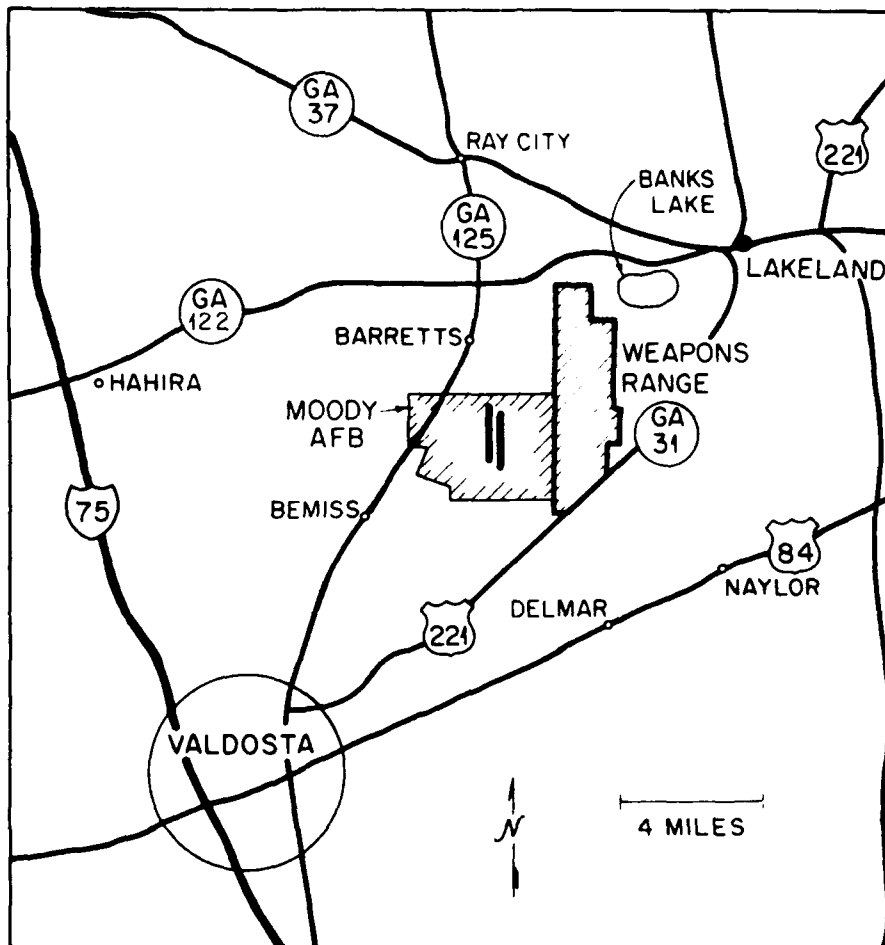 GA
37
RAY CITY
221
BANKS
LAKE
GA
125
LAKELAND
GA
122
BARRETTS
WEAPONS
RANGE
HAHIRA
MOODY
AFB
GA
31
75
BEMISS
84
NAYLOR
DELMAR
221
VALDOSTA
N
4 MILES